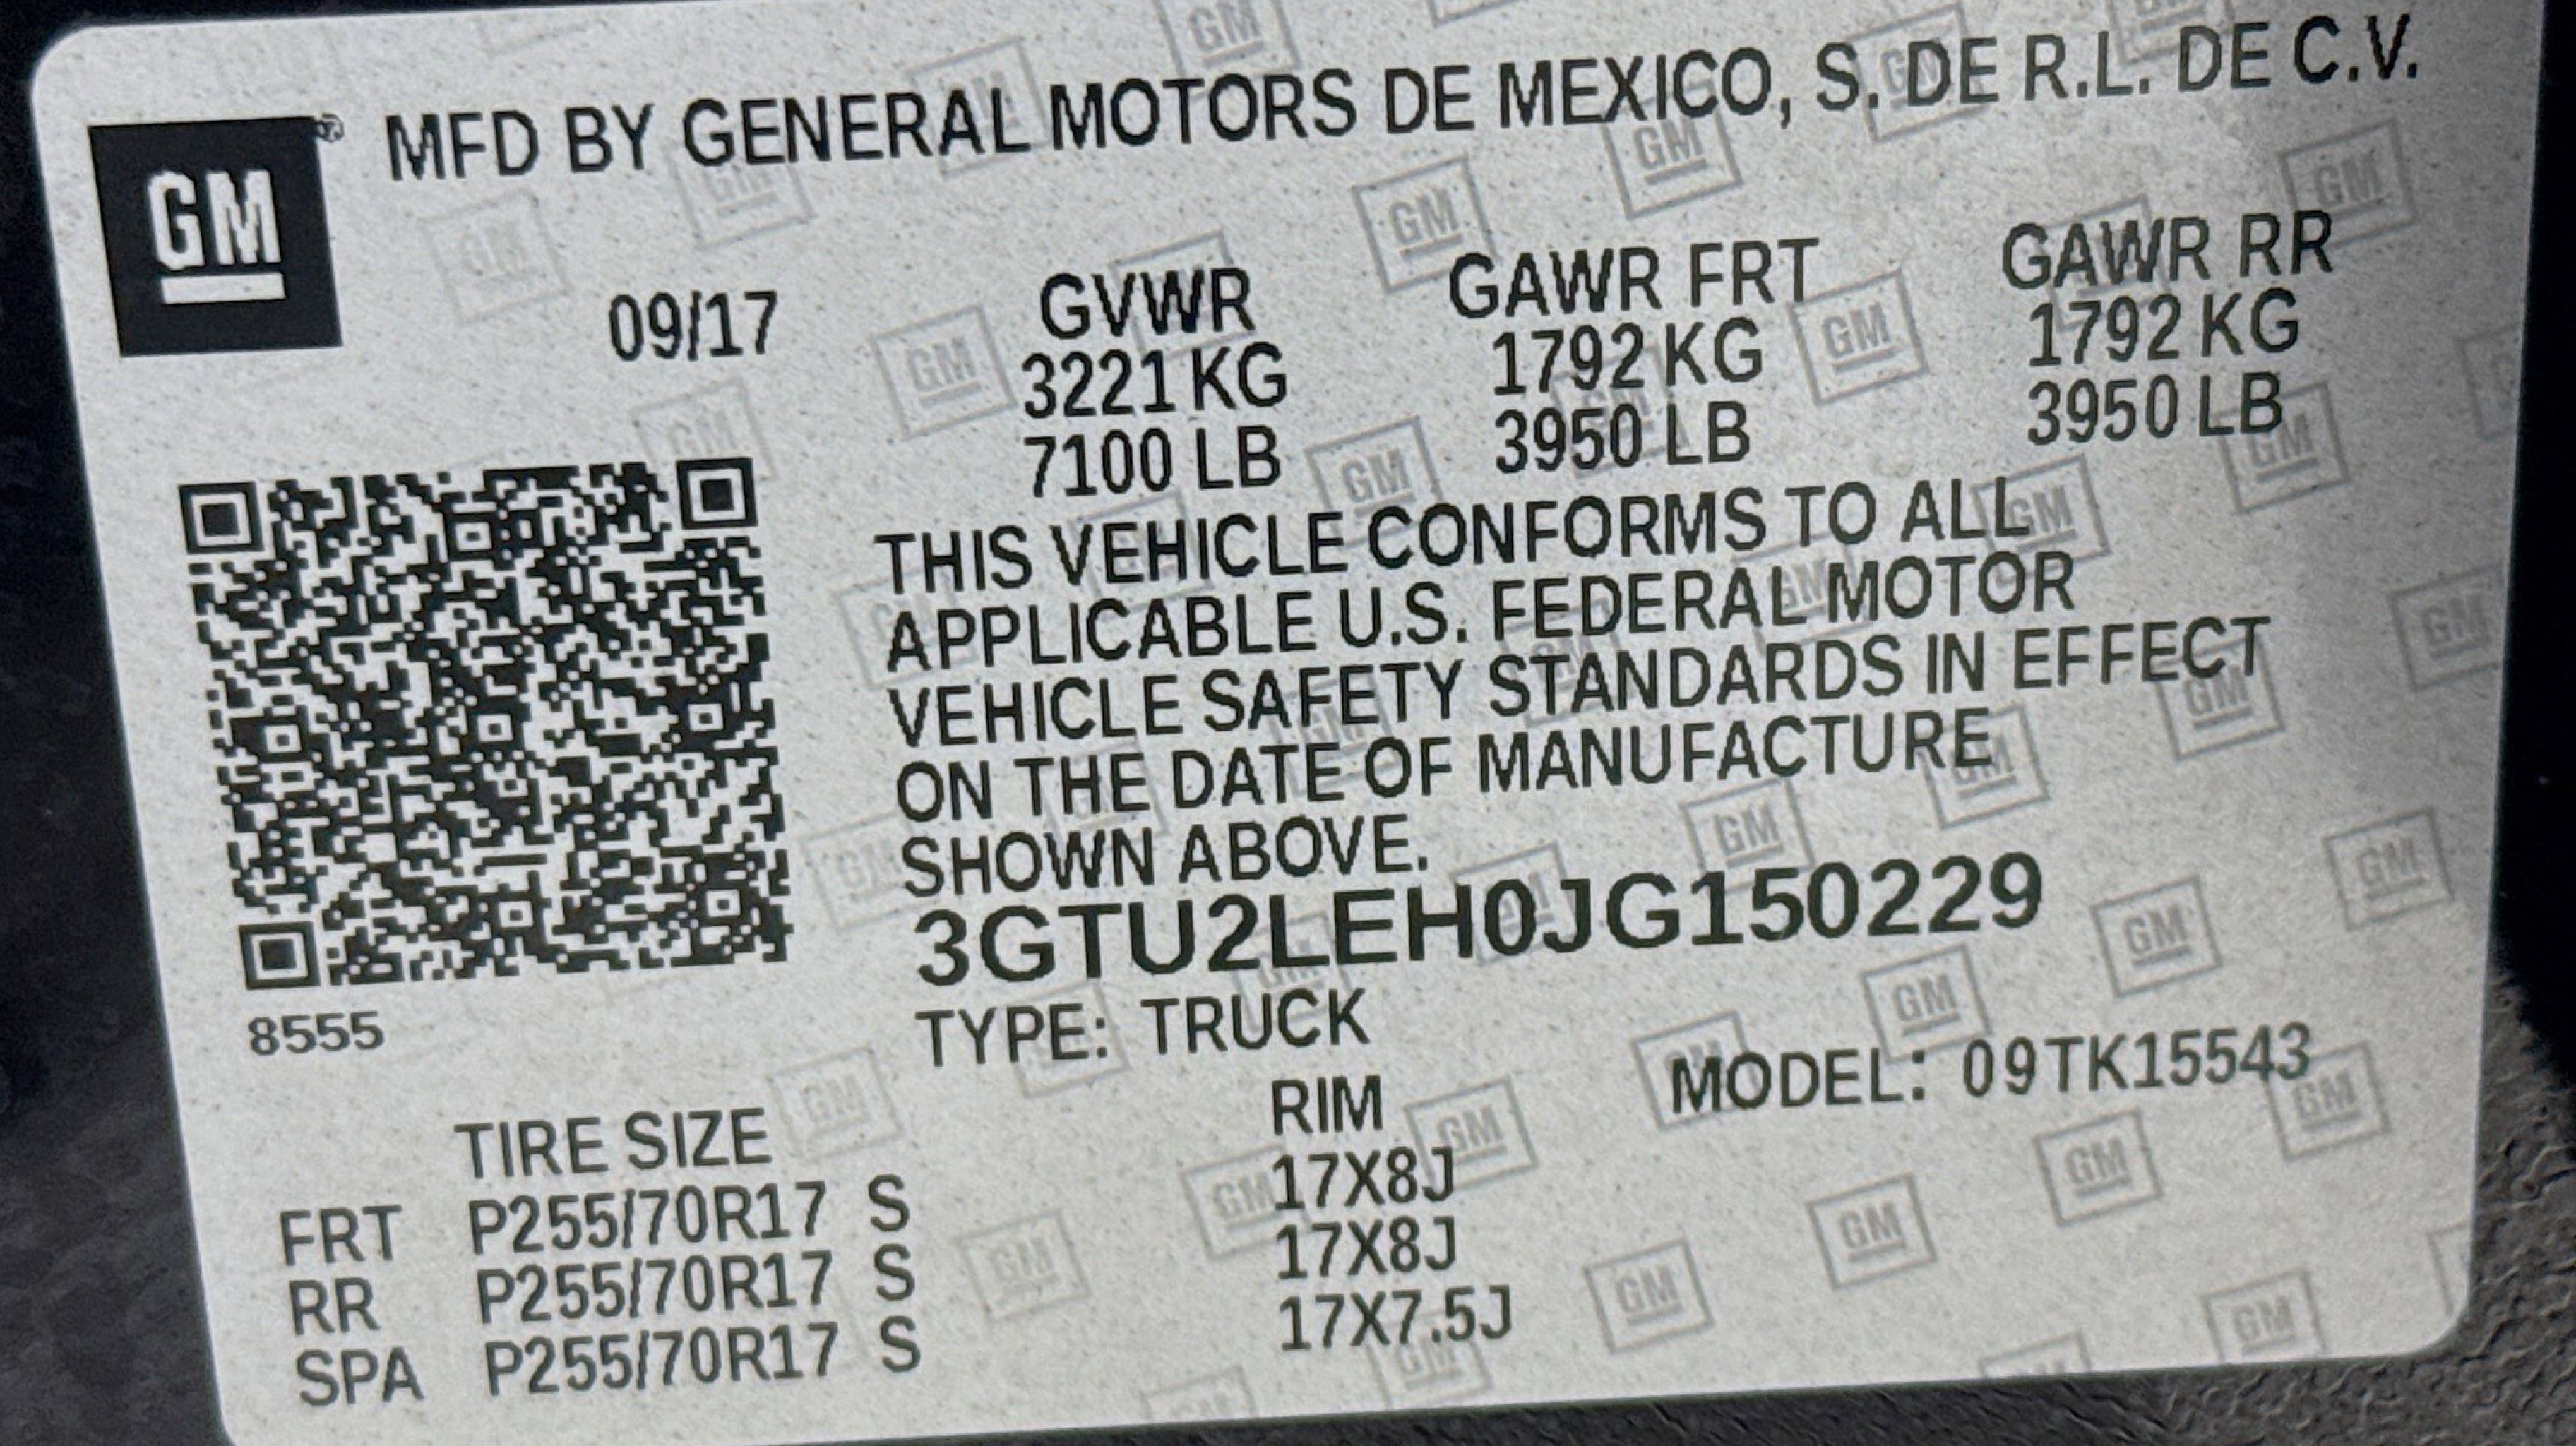 GM
MFD BY GENERAL MOTORS DE MEXICO, S. DE R.L. DE C.V.
09/17
GVWR GAWR FRT GAWR RR
3221 KG 1792 KG 1792 KG
7100 LB 3950 LB 3950 LB
THIS VEHICLE CONFORMS TO ALL
APPLICABLE U.S. FEDERAL MOTOR
VEHICLE SAFETY STANDARDS IN EFFECT
ON THE DATE OF MANUFACTURE
SHOWN ABOVE.
3GTU2LEH0JG150229
8555
TYPE: TRUCK MODEL: 09TK15543
TIRE SIZE RIM
FRT P255/70R17 S 17X8J
RR P255/70R17 S 17X8J
SPA P255/70R17 S 17X7.5J